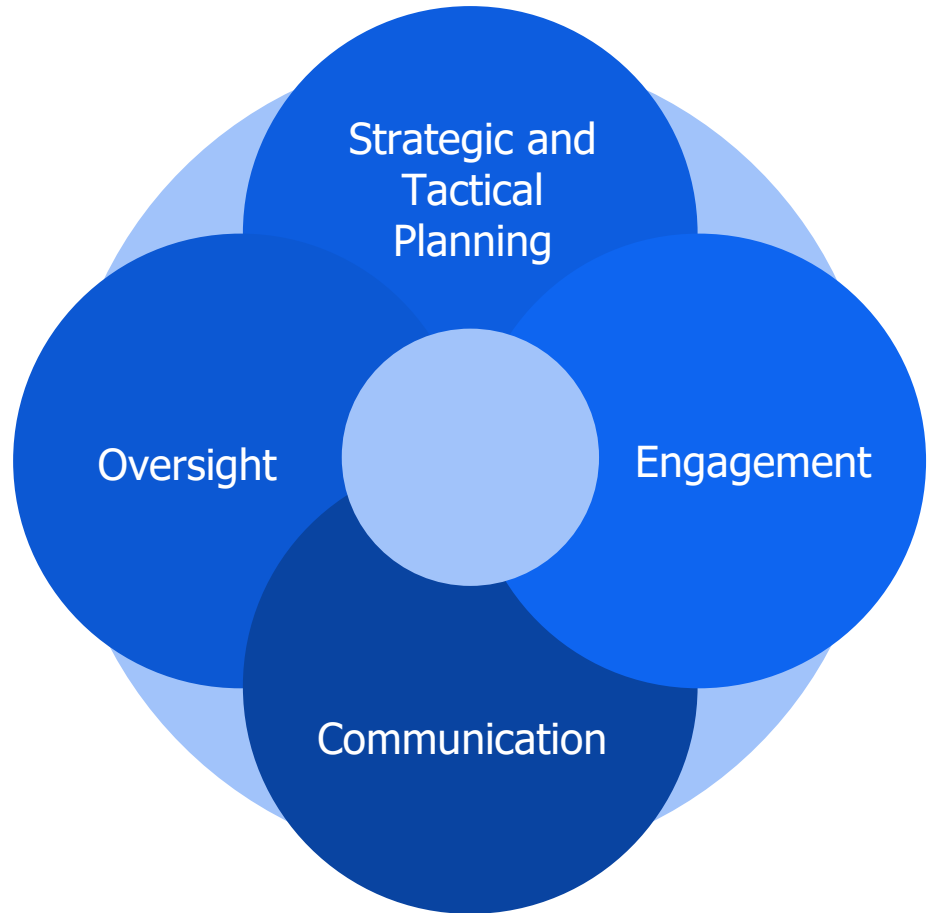 Strategic and
Tactical
Planning
Oversight
Engagement
Communication